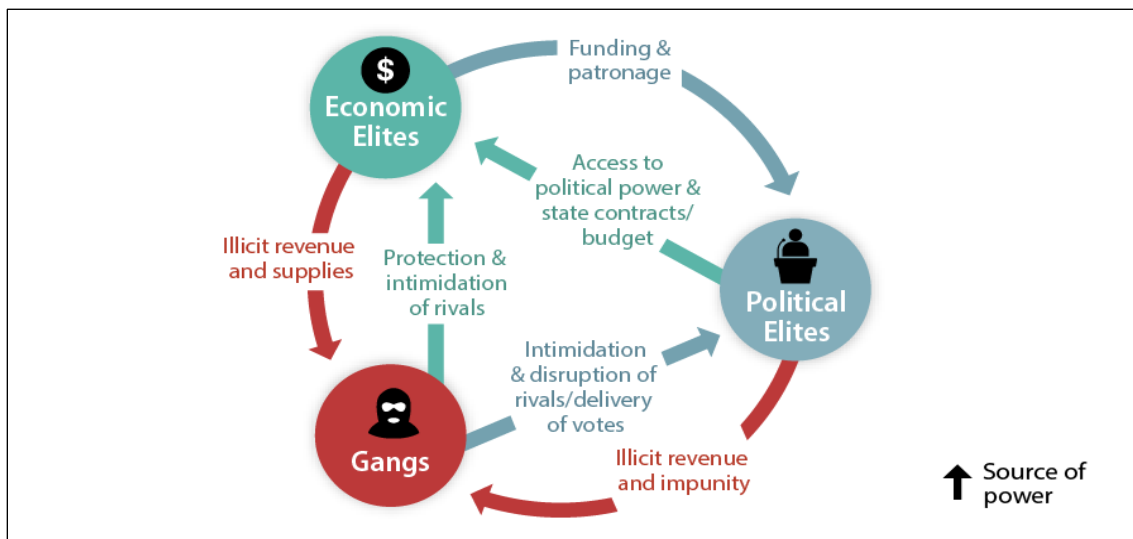 $
Economic
Elites
Funding &
patronage
Access to
political power &
state contracts/
budget
Illicit revenue
and supplies
Protection &
intimidation
of rivals
Political
Elites
Intimidation
& disruption of
rivals/delivery
of votes
Gangs
Illicit revenue
and impunity
Source of
power